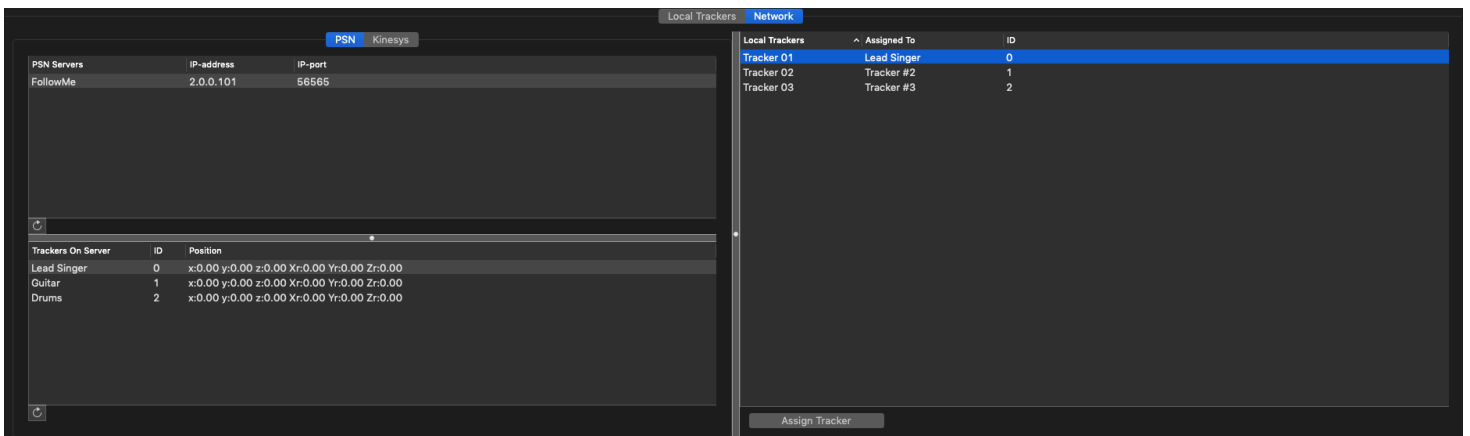 Local Trackers Network
PSN Kinesys
PSN Servers IP-address IP-port
FollowMe 2.0.0.101 56565
Trackers On Server ID Position
Lead Singer 0 x:0.00 y:0.00 z:0.00 Xr:0.00 Yr:0.00 Zr:0.00
Guitar 1 x:0.00 y:0.00 z:0.00 Xr:0.00 Yr:0.00 Zr:0.00
Drums 2 x:0.00 y:0.00 z:0.00 Xr:0.00 Yr:0.00 Zr:0.00
Local Trackers Assigned To ID
Tracker 01 Lead Singer 0
Tracker 02 Tracker #2 1
Tracker 03 Tracker #3 2
Assign Tracker